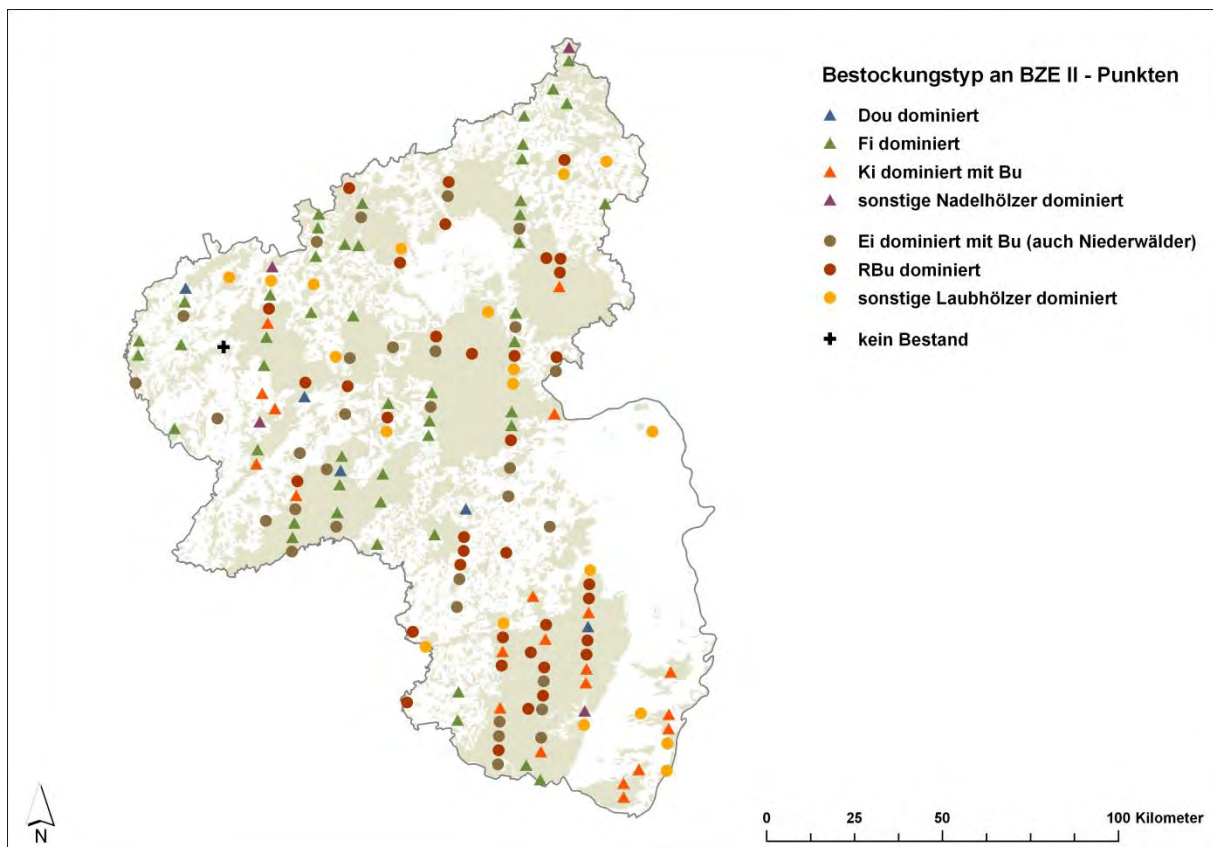 Bestockungstyp an BZE II - Punkten
Dou dominiert
Fi dominiert
Ki dominiert mit Bu
sonstige Nadelhölzer dominiert
Ei dominiert mit Bu (auch Niederwälder)
RBu dominiert
sonstige Laubhölzer dominiert
kein Bestand
N
0 25 50 100 Kilometer